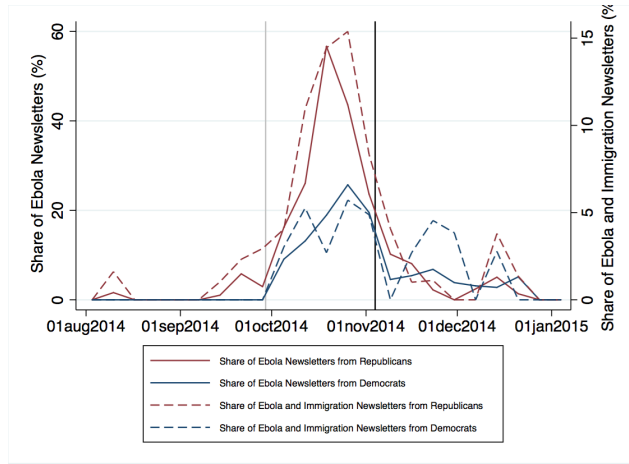 Share of Ebola Newsletters (%)
60
40
20
0
Share of Ebola and Immigration Newsletters (%
15
10
5
0
01aug2014 01sep2014 01oct2014 01nov2014 01dec2014 01jan2015
Share of Ebola Newsletters from Republicans
Share of Ebola Newsletters from Democrats
Share of Ebola and Immigration Newsletters from Republicans
Share of Ebola and Immigration Newsletters from Democrats